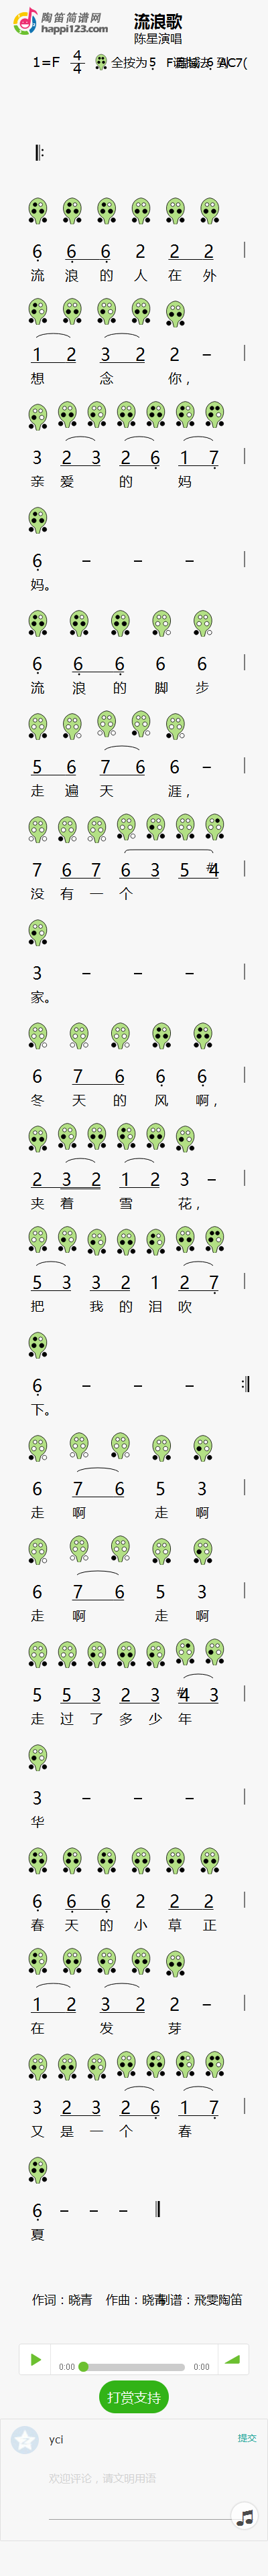 陶笛简谱网
happi123.com
流浪歌
陈星演唱
1=F 4/4 全按为5
6 6 6 2 2 2
流 浪 的 人 在 外
1 2 3 2 2 –
想 念 你，
3 2 3 2 6 1 7
亲 爱 的 妈
6 – – –
妈。
6 6 6 6 6
流 浪 的 脚 步
5 6 7 6 6 –
走 遍 天 涯，
7 6 7 6 3 5 #4
没 有 一 个
3 – – –
家。
6 7 6 6 6
冬 天 的 风 啊，
2 3 2 1 2 3 –
夹 着 雪 花，
5 3 3 2 1 2 7
把 我 的 泪 吹
6 – – –
下。
6 7 6 5 3
走 啊 走 啊
6 7 6 5 3
走 啊 走 啊
5 5 3 2 3 #4 3
走 过 了 多 少 年
3 – – –
华
6 6 6 2 2 2
春 天 的 小 草 正
1 2 3 2 2 –
在 发 芽
3 2 3 2 6 1 7
又 是 一 个 春
6 – – –
夏
作词：晓青 作曲：晓青 制谱：飛雯陶笛
0:00 0:00
打赏支持
yci 提交
欢迎评论，请文明用语